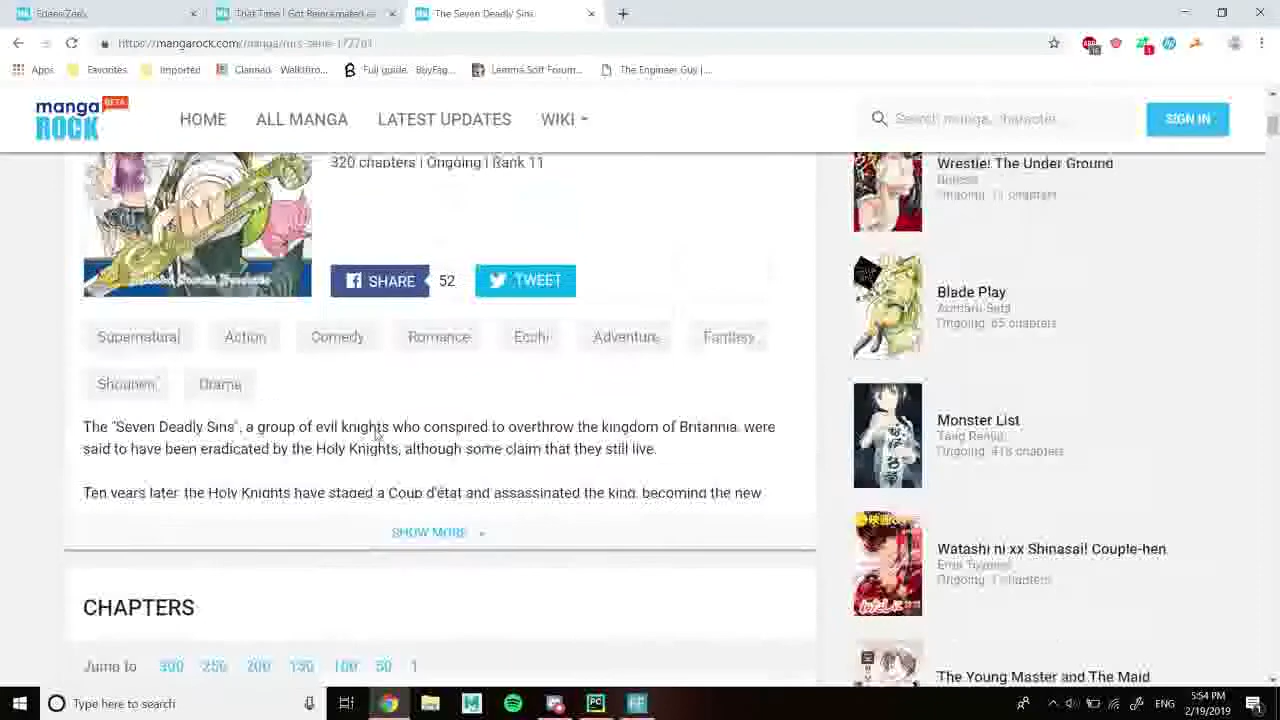 The Seven Deadly Sins
https://mangarock.com/manga/mrs-serie-
Apps
Favorites
Imported
Full guide.
Lemma Soft Forum...
The Engineer Guy |...
manga BETA
ROCK
HOME
ALL MANGA
LATEST UPDATES
WIKI
Search manga, character...
SIGN IN
320 chapters | Ongoing | Rank 11
SHARE
52
TWEET
Supernatural
Action
Comedy
Romance
Ecchi
Adventure
Fantasy
Shounen
Drama
The "Seven Deadly Sins", a group of evil knights who conspired to overthrow the kingdom of Britannia, were
said to have been eradicated by the Holy Knights, although some claim that they still live.
Ten years later, the Holy Knights have staged a Coup d'état and assassinated the king, becoming the new
SHOW MORE
CHAPTERS
Jump to 300 250 200 150 100 50 1
Wrestle! The Under Ground
Ongoing
Blade Play
Ongoing 65 chapters
Monster List
Ongoing 418 chapters
Watashi ni xx Shinasai! Couple-hen
Ongoing chapters
The Young Master and The Maid
Type here to search
ENG
5:54 PM
2/19/2019